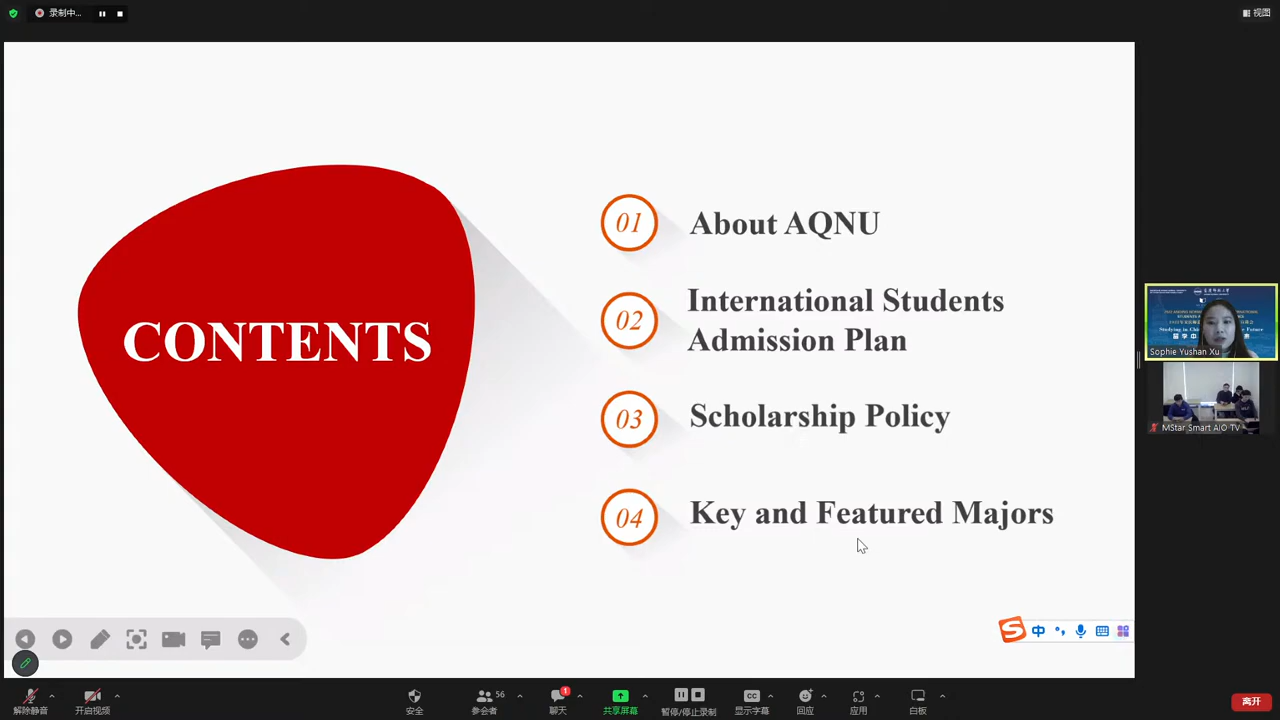 录制中...
视图
CONTENTS
01
About AQNU
02
International Students
Admission Plan
03
Scholarship Policy
04
Key and Featured Majors
Sophie Yushan Xu
MStar Smart AIO TV
中
解除静音
开启视频
安全
56
参会者
1
聊天
共享屏幕
暂停/停止录制
CC
显示字幕
回应
应用
白板
离开